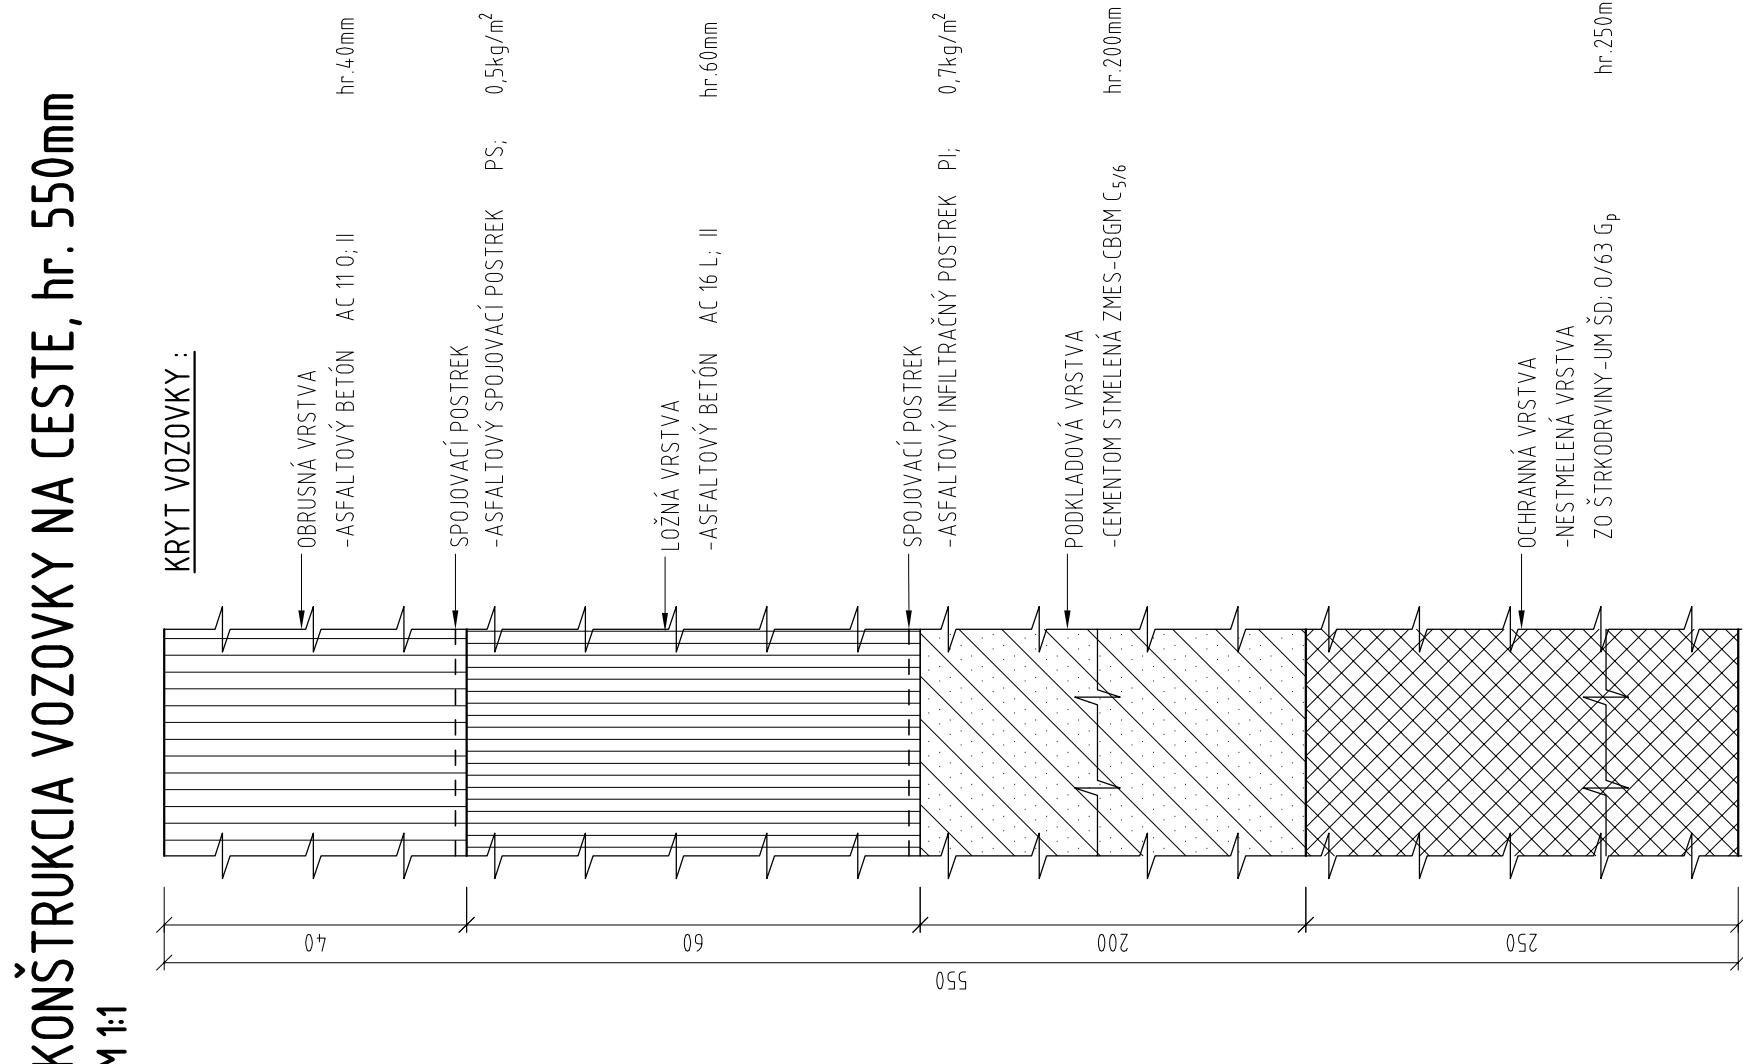 KONŠTRUKCIA VOZOVKY NA CESTE, hr. 550mm
M 1:1
KRYT VOZOVKY :
OBRUSNÁ VRSTVA
-ASFALTOVÝ BETÓN AC 11 O; II hr.40mm
SPOJOVACÍ POSTREK
-ASFALTOVÝ SPOJOVACÍ POSTREK PS; 0,5kg/m²
LOŽNÁ VRSTVA
-ASFALTOVÝ BETÓN AC 16 L; II hr.60mm
SPOJOVACÍ POSTREK
-ASFALTOVÝ INFILTRAČNÝ POSTREK PI; 0,7kg/m²
PODKLADOVÁ VRSTVA
-CEMENTOM STMELENÁ ZMES-CBGM C5/6 hr.200mm
OCHRANNÁ VRSTVA
-NESTMELENÁ VRSTVA
ZO ŠTRKODRVINY-UM ŠD; 0/63 Gp hr.250m
40
60
200
250
550